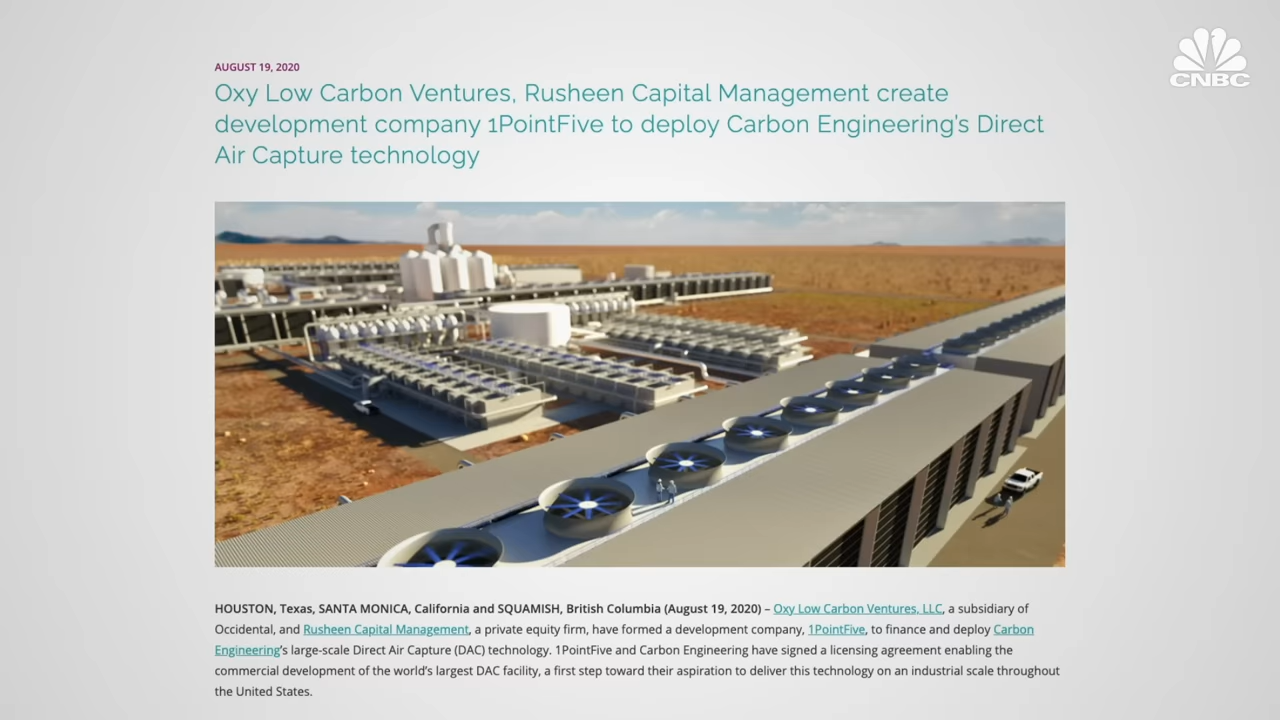 CNBC
AUGUST 19, 2020
Oxy Low Carbon Ventures, Rusheen Capital Management create
development company 1PointFive to deploy Carbon Engineering's Direct
Air Capture technology
HOUSTON, Texas, SANTA MONICA, California and SQUAMISH, British Columbia (August 19, 2020) – Oxy Low Carbon Ventures, LLC, a subsidiary of
Occidental, and Rusheen Capital Management, a private equity firm, have formed a development company, 1PointFive, to finance and deploy Carbon
Engineering's large-scale Direct Air Capture (DAC) technology. 1PointFive and Carbon Engineering have signed a licensing agreement enabling the
commercial development of the world's largest DAC facility, a first step toward their aspiration to deliver this technology on an industrial scale throughout
the United States.